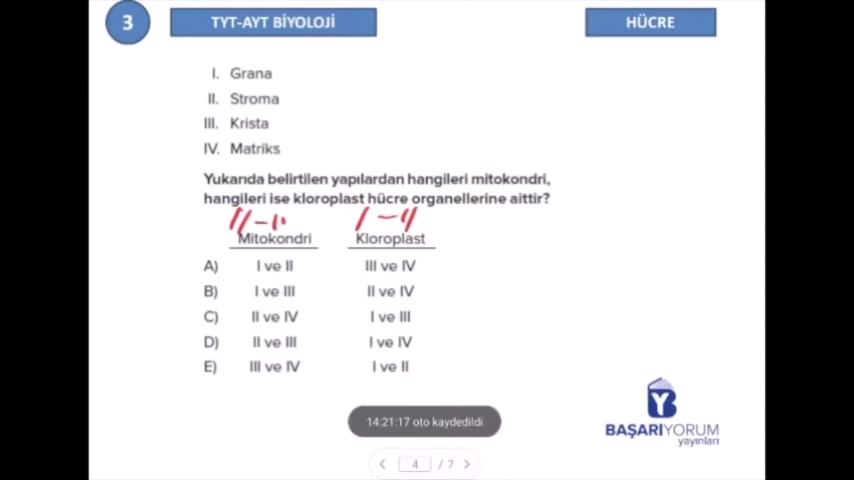 3
TYT-AYT BİYOLOJİ
HÜCRE
I. Grana
II. Stroma
III. Krista
IV. Matriks
Yukarıda belirtilen yapılardan hangileri mitokondri,
hangileri ise kloroplast hücre organellerine aittir?
Mitokondri Kloroplast
A) I ve II III ve IV
B) I ve III II ve IV
C) II ve IV I ve III
D) II ve III I ve IV
E) III ve IV I ve II
14:21:17 oto kaydedildi
BAŞARIYORUM
yayınları
< 4 / 7 >